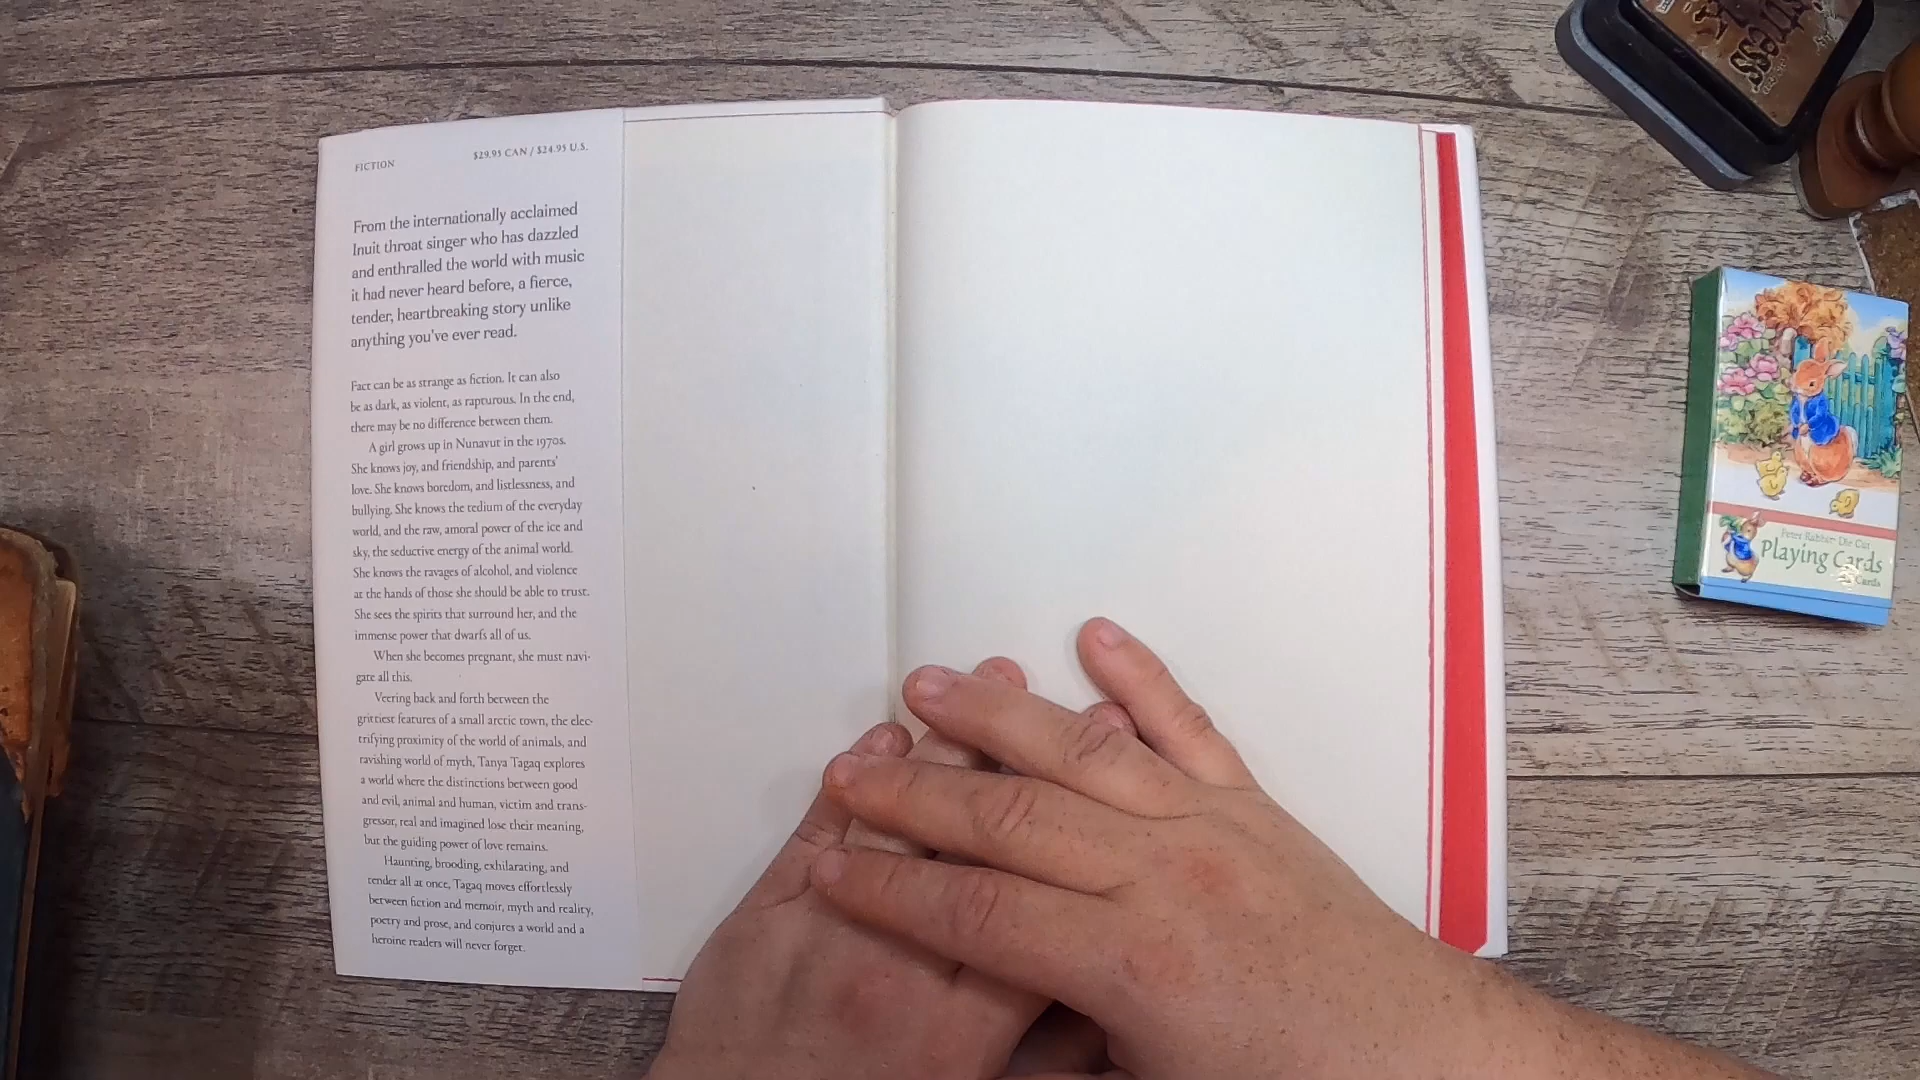 FICTION
$29.95 CAN / $24.95 U.S.
From the internationally acclaimed
Inuit throat singer who has dazzled
and enthralled the world with music
it had never heard before, a fierce,
tender, heartbreaking story unlike
anything you've ever read.
Fact can be as strange as fiction. It can also
be as dark, as violent, as rapturous. In the end,
there may be no difference between them.
A girl grows up in Nunavut in the 1970s.
She knows joy, and friendship, and parents'
love. She knows boredom, and listlessness, and
bullying. She knows the tedium of the everyday
world, and the raw, amoral power of the ice and
sky, the seductive energy of the animal world.
She knows the ravages of alcohol, and violence
at the hands of those she should be able to trust.
She sees the spirits that surround her, and the
immense power that dwarfs all of us.
When she becomes pregnant, she must navi-
gate all this.
Veering back and forth between the
grittiest features of a small arctic town, the elec-
trifying proximity of the world of animals, and
ravishing world of myth, Tanya Tagaq explores
a world where the distinctions between good
and evil, animal and human, victim and trans-
gressor, real and imagined lose their meaning,
but the guiding power of love remains.
Haunting, brooding, exhilarating, and
tender all at once, Tagaq moves effortlessly
between fiction and memoir, myth and reality,
poetry and prose, and conjures a world and a
heroine readers will never forget.
Peter Rabbit Die Cut
Playing Cards
Cards